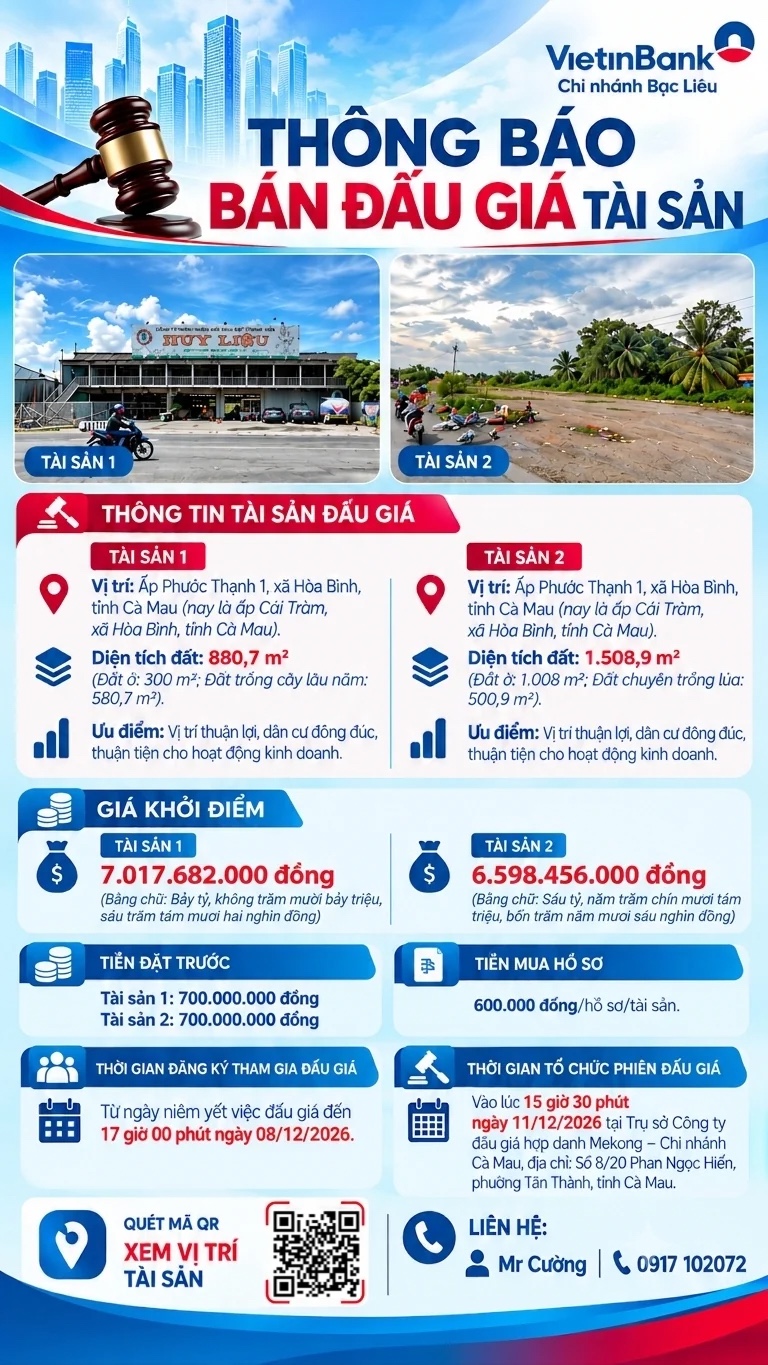 VietinBank
Chi nhánh Bạc Liêu
THÔNG BÁO
BÁN ĐẤU GIÁ TÀI SẢN
HUY LIỆU
TÀI SẢN 1
TÀI SẢN 2
THÔNG TIN TÀI SẢN ĐẤU GIÁ
TÀI SẢN 1
Vị trí: Ấp Phước Thạnh 1, xã Hòa Bình,
tỉnh Cà Mau (nay là ấp Cái Tràm,
xã Hòa Bình, tỉnh Cà Mau).
Diện tích đất: 880,7 m²
(Đất ở: 300 m²; Đất trồng cây lâu năm:
580,7 m²).
Ưu điểm: Vị trí thuận lợi, dân cư đông đúc,
thuận tiện cho hoạt động kinh doanh.
TÀI SẢN 2
Vị trí: Ấp Phước Thạnh 1, xã Hòa Bình,
tỉnh Cà Mau (nay là ấp Cái Tràm,
xã Hòa Bình, tỉnh Cà Mau).
Diện tích đất: 1.508,9 m²
(Đất ở: 1.008 m²; Đất chuyên trồng lúa:
500,9 m²).
Ưu điểm: Vị trí thuận lợi, dân cư đông đúc,
thuận tiện cho hoạt động kinh doanh.
GIÁ KHỞI ĐIỂM
TÀI SẢN 1
7.017.682.000 đồng
(Bằng chữ: Bảy tỷ, không trăm mười bảy triệu,
sáu trăm tám mươi hai nghìn đồng)
TÀI SẢN 2
6.598.456.000 đồng
(Bằng chữ: Sáu tỷ, năm trăm chín mươi tám
triệu, bốn trăm năm mươi sáu nghìn đồng)
TIỀN ĐẶT TRƯỚC
Tài sản 1: 700.000.000 đồng
Tài sản 2: 700.000.000 đồng
TIỀN MUA HỒ SƠ
600.000 đồng/hồ sơ/tài sản.
THỜI GIAN ĐĂNG KÝ THAM GIA ĐẤU GIÁ
Từ ngày niêm yết việc đấu giá đến
17 giờ 00 phút ngày 08/12/2026.
THỜI GIAN TỔ CHỨC PHIÊN ĐẤU GIÁ
Vào lúc 15 giờ 30 phút
ngày 11/12/2026 tại Trụ sở Công ty
đấu giá hợp danh Mekong – Chi nhánh
Cà Mau, địa chỉ: Số 8/20 Phan Ngọc Hiển,
phường Tân Thành, tỉnh Cà Mau.
QUÉT MÃ QR
XEM VỊ TRÍ
TÀI SẢN
LIÊN HỆ:
Mr Cường | 0917 102072